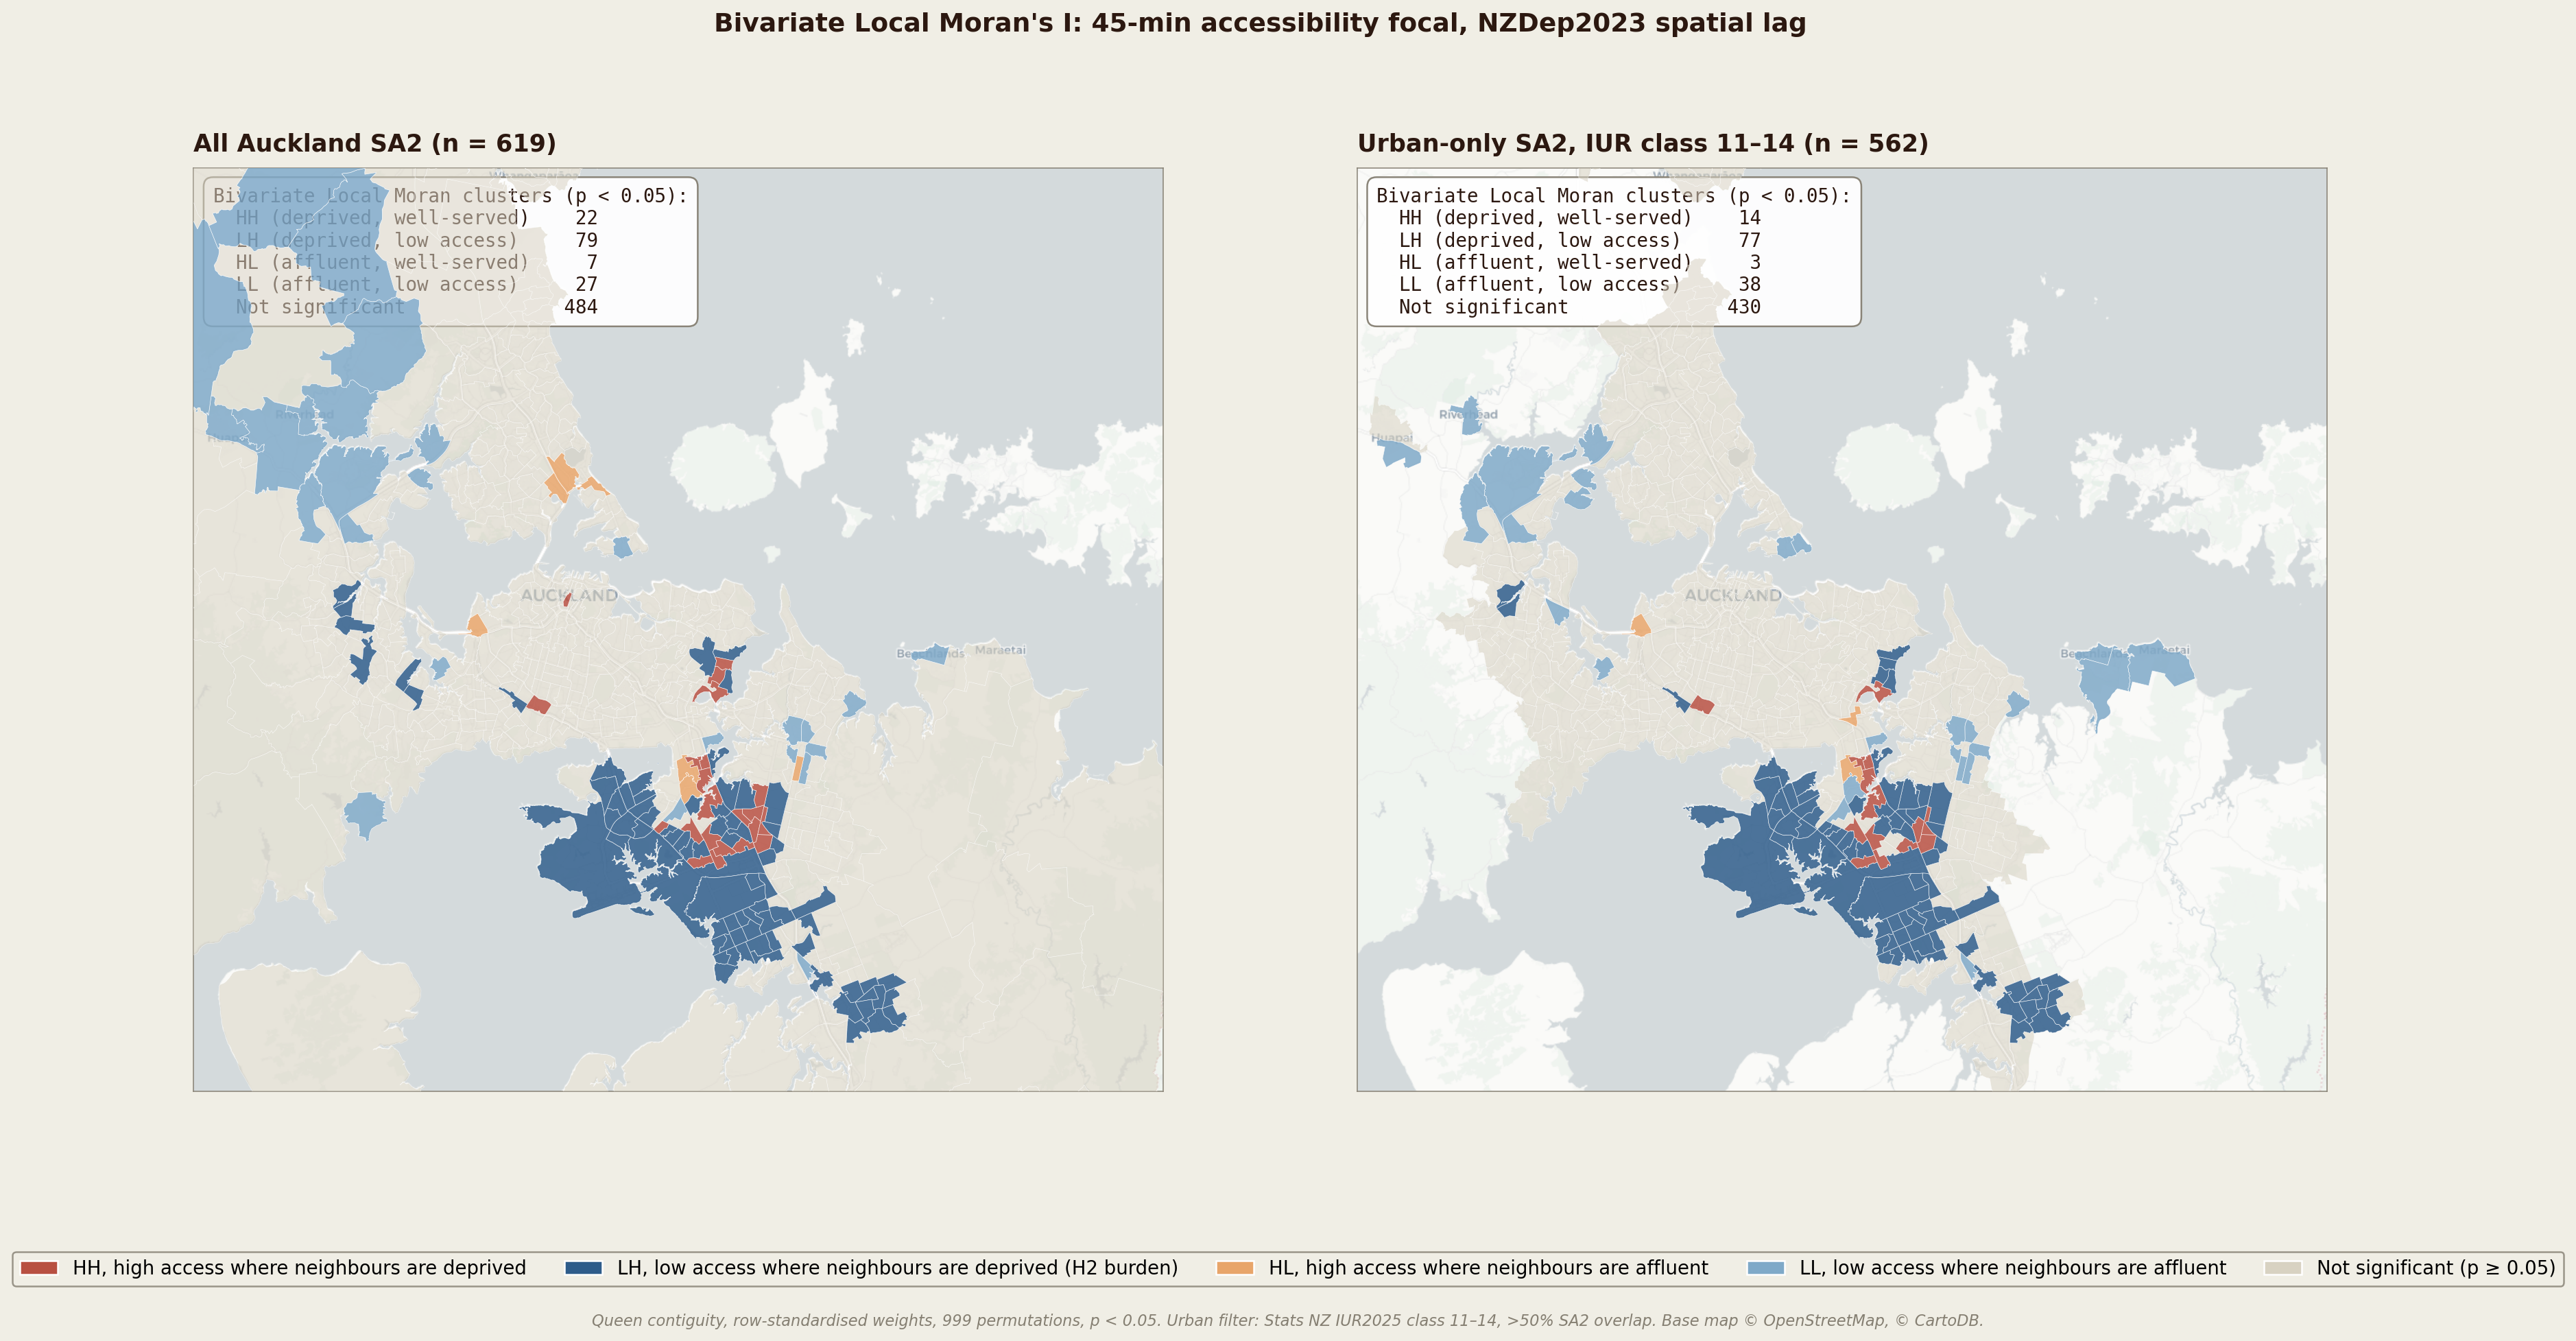 Bivariate Local Moran's I: 45-min accessibility focal, NZDep2023 spatial lag
All Auckland SA2 (n = 619)
Bivariate Local Moran clusters (p < 0.05):
HH (deprived, well-served) 22
LH (deprived, low access) 79
HL (affluent, well-served) 7
LL (affluent, low access) 27
Not significant 484
Riverhead
AUCKLAND
Beachlands
Maraetai
Urban-only SA2, IUR class 11–14 (n = 562)
Whangaparāoa
Bivariate Local Moran clusters (p < 0.05):
HH (deprived, well-served) 14
LH (deprived, low access) 77
HL (affluent, well-served) 3
LL (affluent, low access) 38
Not significant 430
Riverhead
Huapai
AUCKLAND
Maraetai
HH, high access where neighbours are deprived
LH, low access where neighbours are deprived (H2 burden)
HL, high access where neighbours are affluent
LL, low access where neighbours are affluent
Not significant (p ≥ 0.05)
Queen contiguity, row-standardised weights, 999 permutations, p < 0.05. Urban filter: Stats NZ IUR2025 class 11–14, >50% SA2 overlap. Base map © OpenStreetMap, © CartoDB.